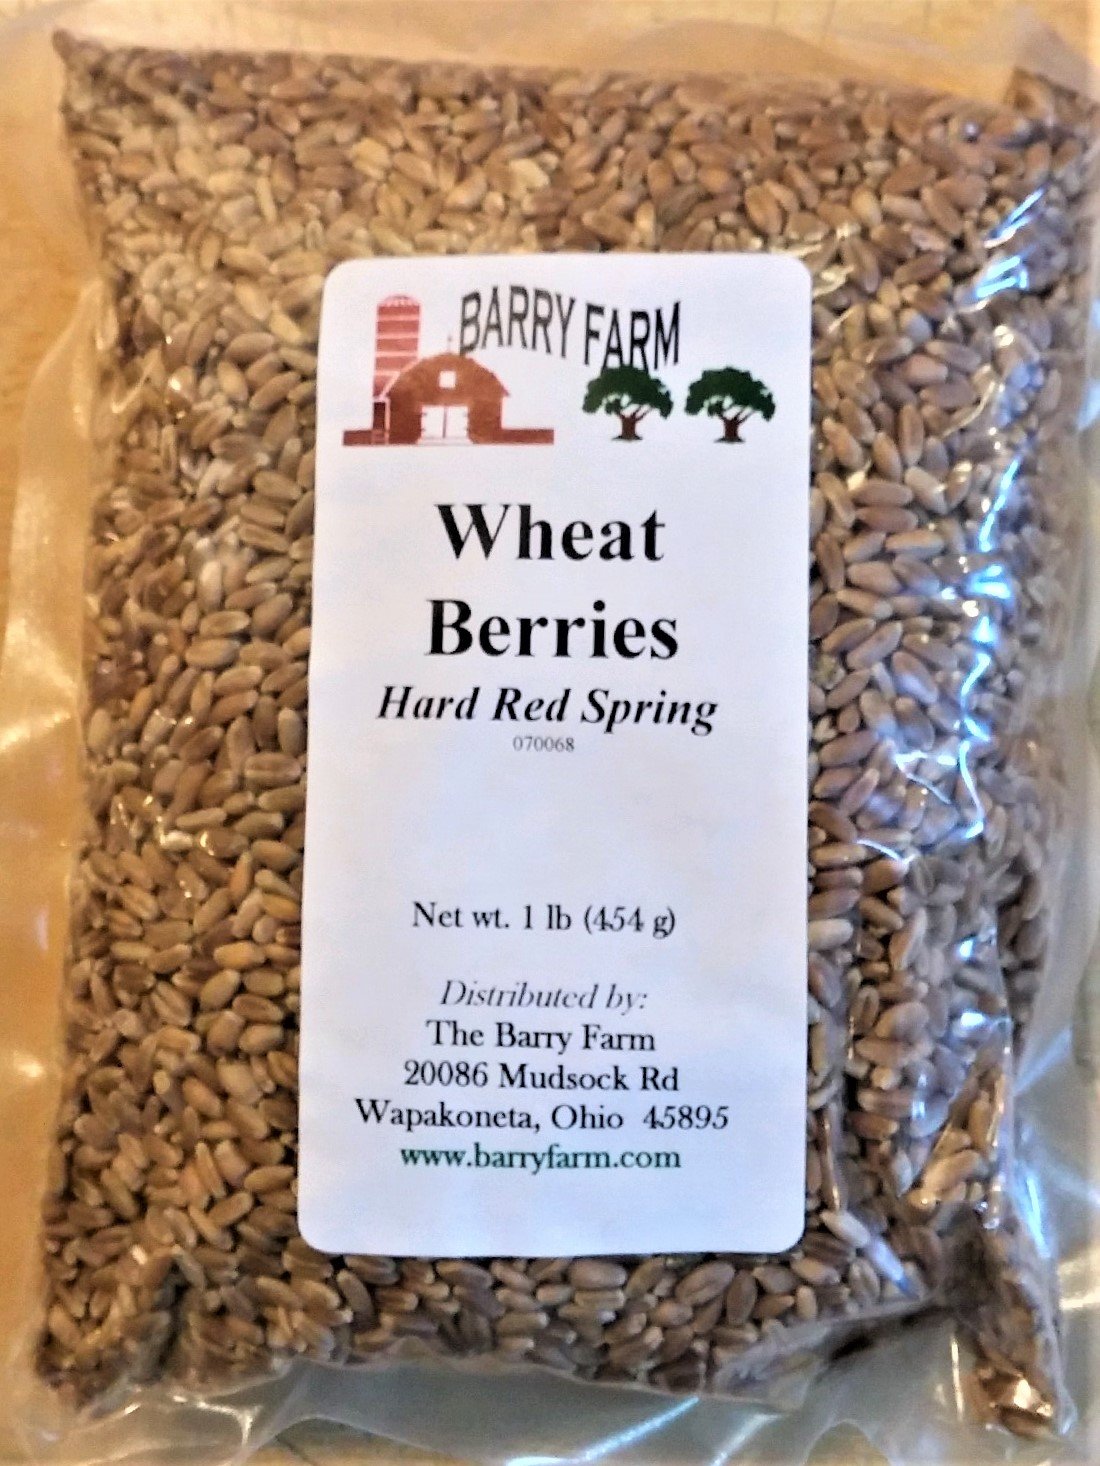 BARRY FARM
Wheat
Berries
Hard Red Spring
070068
Net wt. 1 lb (454 g)
Distributed by:
The Barry Farm
20086 Mudsock Rd
Wapakoneta, Ohio 45895
www.barryfarm.com